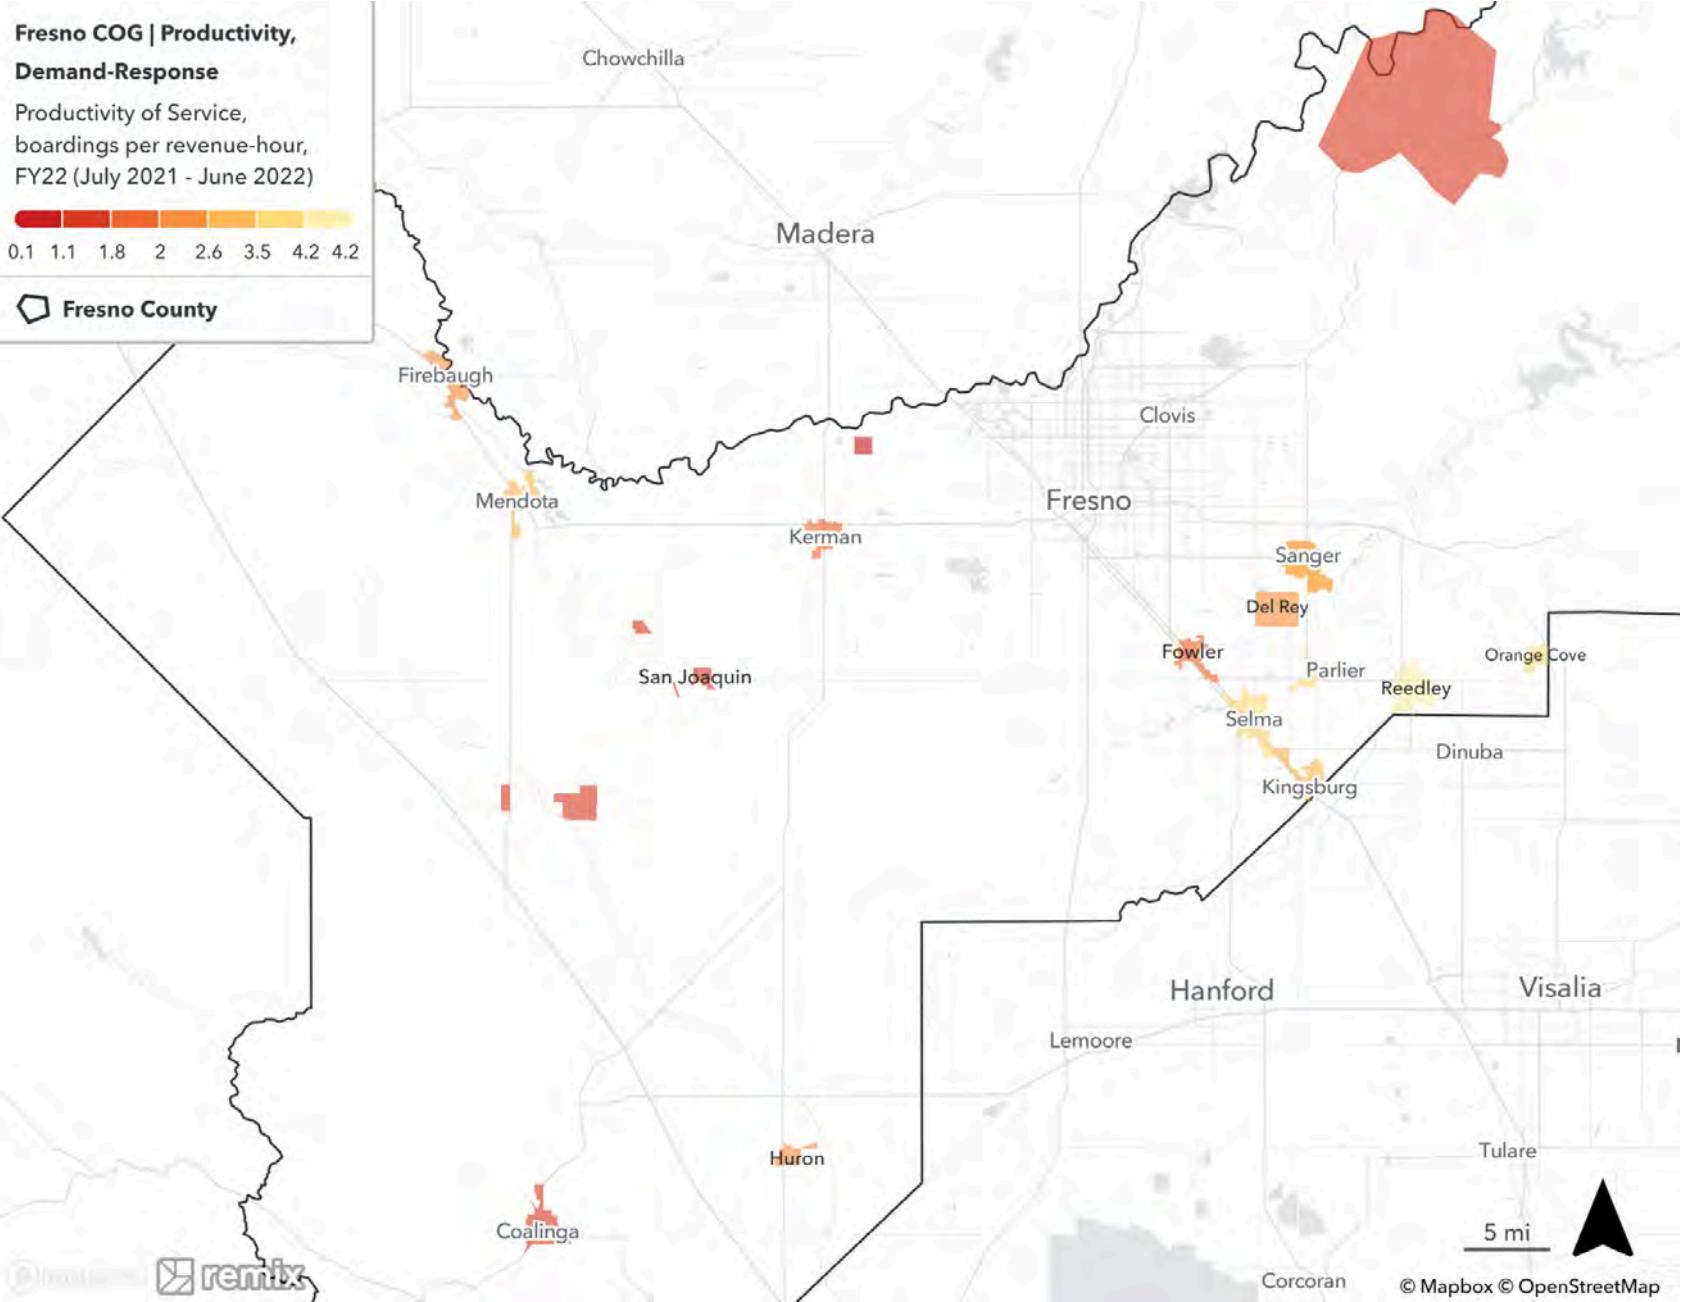 Fresno COG | Productivity,
Demand-Response
Productivity of Service,
boardings per revenue-hour,
FY22 (July 2021 - June 2022)
0.1 1.1 1.8 2 2.6 3.5 4.2 4.2
Fresno County
Chowchilla
Madera
Firebaugh
Clovis
Mendota
Fresno
Kerman
Sanger
Del Rey
Fowler
Orange Cove
Parlier
San Joaquin
Reedley
Selma
Dinuba
Kingsburg
Hanford
Visalia
Lemoore
Tulare
Huron
Coalinga
5 mi
remix
Corcoran
© Mapbox © OpenStreetMap